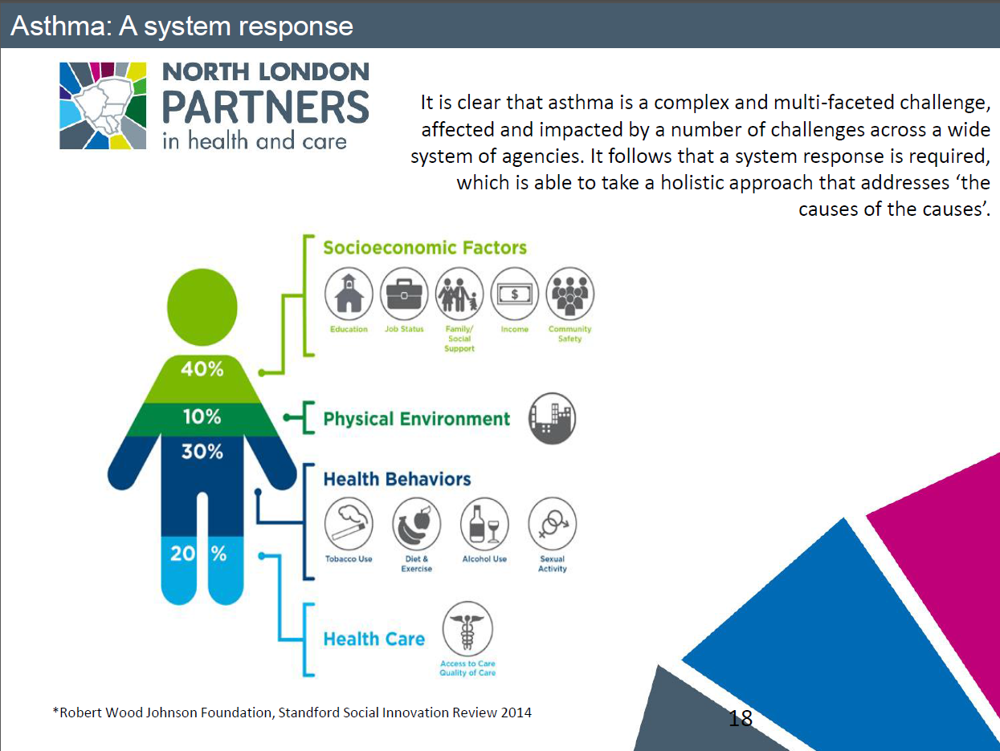 Asthma: A system response
NORTH LONDON
PARTNERS
in health and care
It is clear that asthma is a complex and multi-faceted challenge,
affected and impacted by a number of challenges across a wide
system of agencies. It follows that a system response is required,
which is able to take a holistic approach that addresses ‘the
causes of the causes’.
Socioeconomic Factors
$
Education
Job Status
Family/
Social
Support
Income
Community
Safety
40%
10%
Physical Environment
30%
Health Behaviors
Tobacco Use
Diet &
Exercise
Alcohol Use
Sexual
Activity
20 %
Health Care
Access to Care
Quality of Care
*Robert Wood Johnson Foundation, Standford Social Innovation Review 2014
18